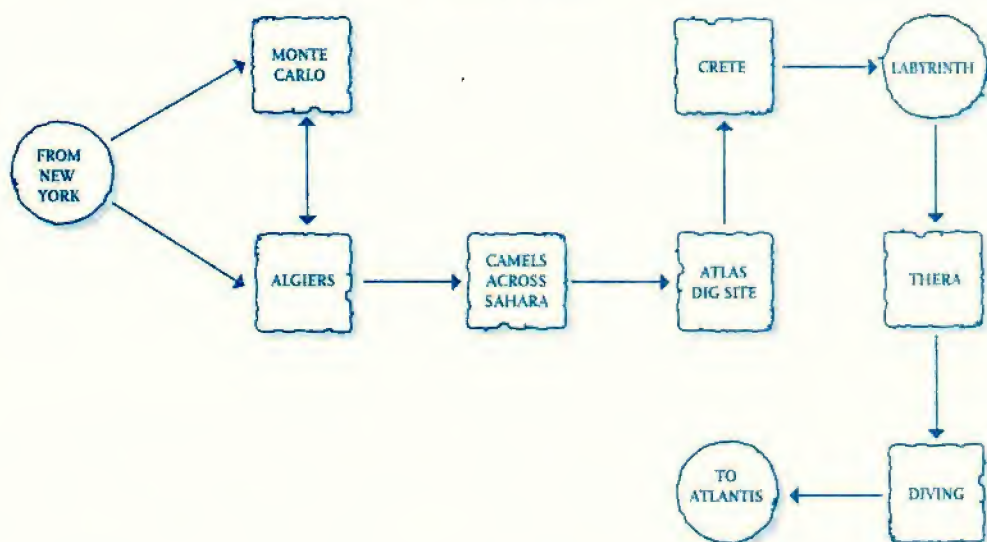 MONTE
CARLO
CRETE
LABYRINTH
FROM
NEW
YORK
ALGIERS
CAMELS
ACROSS
SAHARA
ATLAS
DIG SITE
THERA
TO
ATLANTIS
DIVING